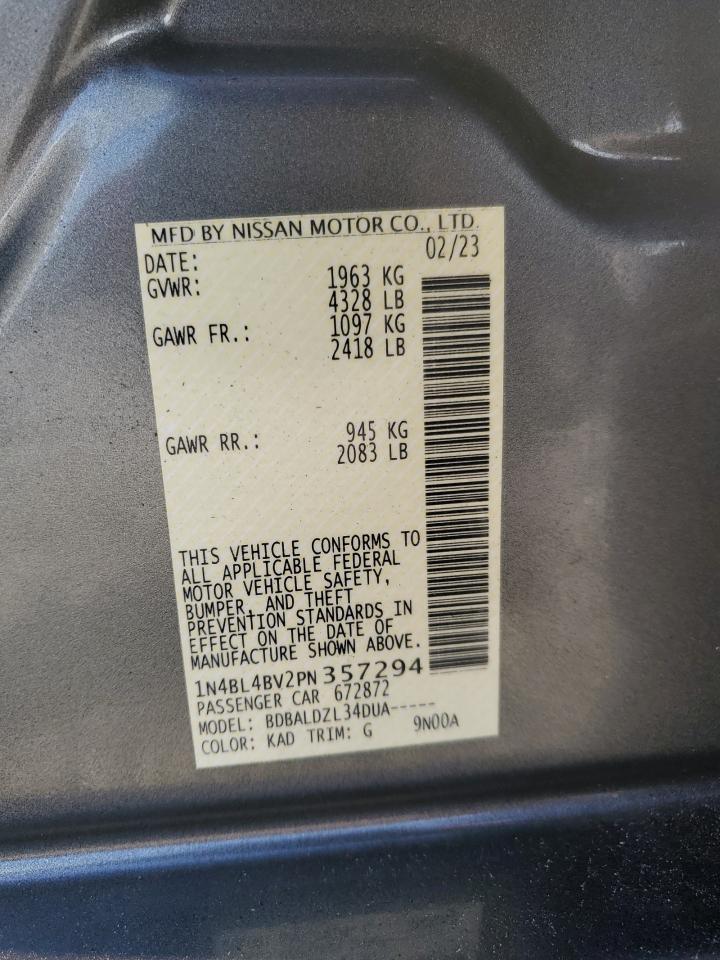 MFD BY NISSAN MOTOR CO., LTD.
DATE: 02/23
GVWR: 1963 KG
4328 LB
GAWR FR.: 1097 KG
2418 LB
GAWR RR.: 945 KG
2083 LB
THIS VEHICLE CONFORMS TO
ALL APPLICABLE FEDERAL
MOTOR VEHICLE SAFETY,
BUMPER, AND THEFT
PREVENTION STANDARDS IN
EFFECT ON THE DATE OF
MANUFACTURE SHOWN ABOVE.
1N4BL4BV2PN357294
PASSENGER CAR 672872
MODEL: BDBALDZL34DUA-----
COLOR: KAD TRIM: G 9N00A